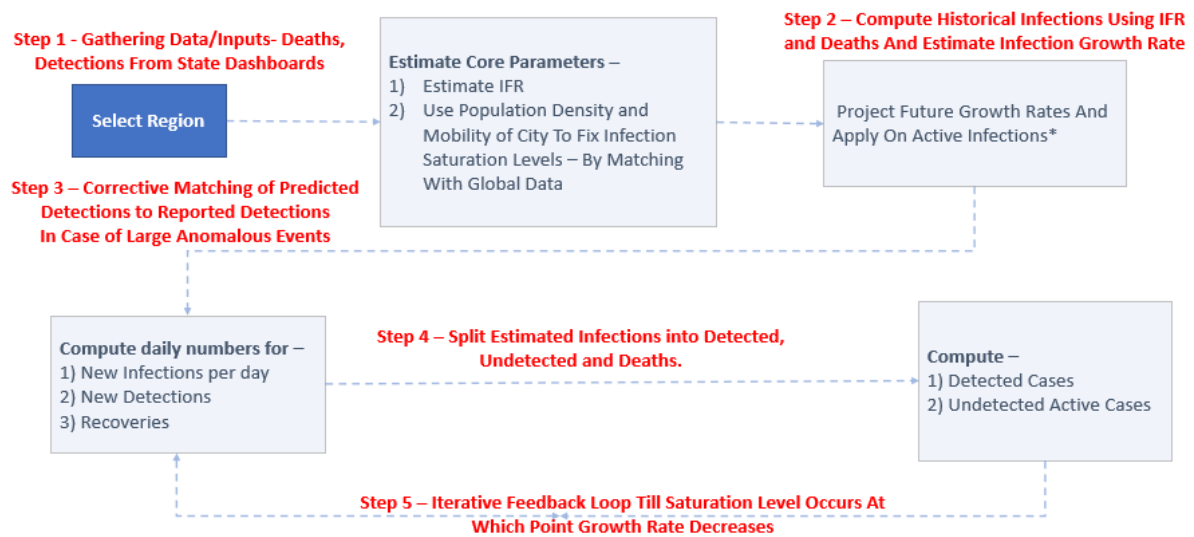 Step 1 - Gathering Data/Inputs- Deaths,
Detections From State Dashboards
Select Region
Estimate Core Parameters –
1) Estimate IFR
2) Use Population Density and
Mobility of City To Fix Infection
Saturation Levels – By Matching
With Global Data
Step 2 – Compute Historical Infections Using IFR
and Deaths And Estimate Infection Growth Rate
Project Future Growth Rates And
Apply On Active Infections*
Step 3 – Corrective Matching of Predicted
Detections to Reported Detections
In Case of Large Anomalous Events
Compute daily numbers for –
1) New Infections per day
2) New Detections
3) Recoveries
Step 4 – Split Estimated Infections into Detected,
Undetected and Deaths.
Compute –
1) Detected Cases
2) Undetected Active Cases
Step 5 – Iterative Feedback Loop Till Saturation Level Occurs At
Which Point Growth Rate Decreases